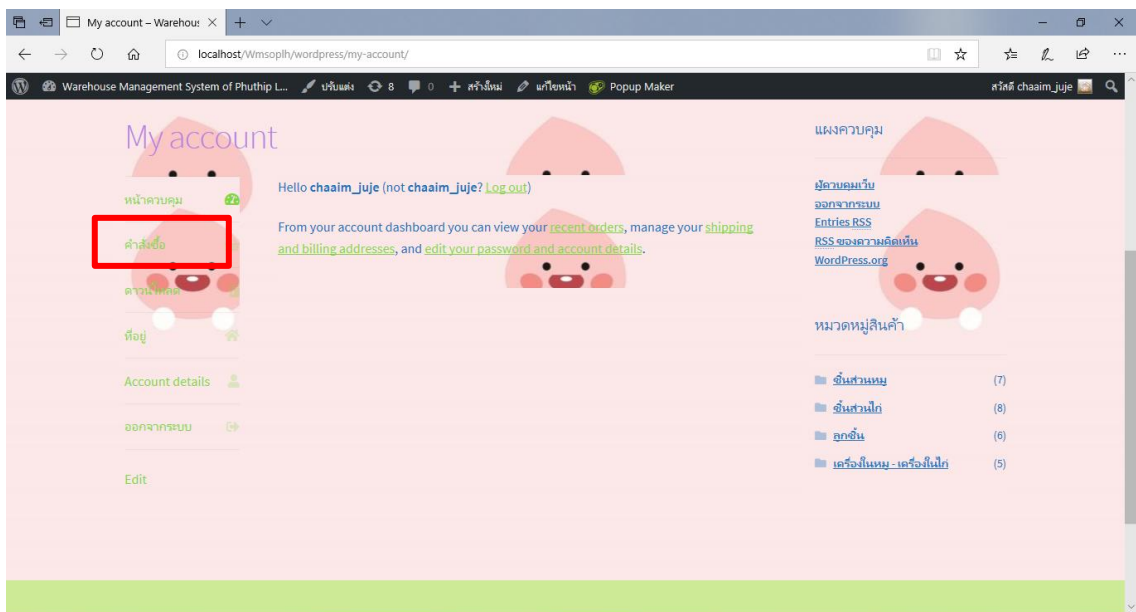 My account – Warehous
localhost/Wmsoplh/wordpress/my-account/
Warehouse Management System of Phuthip L... ปรับแต่ง 8 0 สร้างใหม่ แก้ไขหน้า Popup Maker สวัสดี chaaim_juje
My account
หน้าควบคุม
คำสั่งซื้อ
ดาวน์โหลด
ที่อยู่
Account details
ออกจากระบบ
Edit
Hello chaaim_juje (not chaaim_juje? Log out)
From your account dashboard you can view your recent orders, manage your shipping
and billing addresses, and edit your password and account details.
แผงควบคุม
ผู้ควบคุมเว็บ
ออกจากระบบ
Entries RSS
RSS ของความคิดเห็น
WordPress.org
หมวดหมู่สินค้า
ชิ้นส่วนหมู (7)
ชิ้นส่วนไก่ (8)
ลูกชิ้น (6)
เครื่องในหมู - เครื่องในไก่ (5)